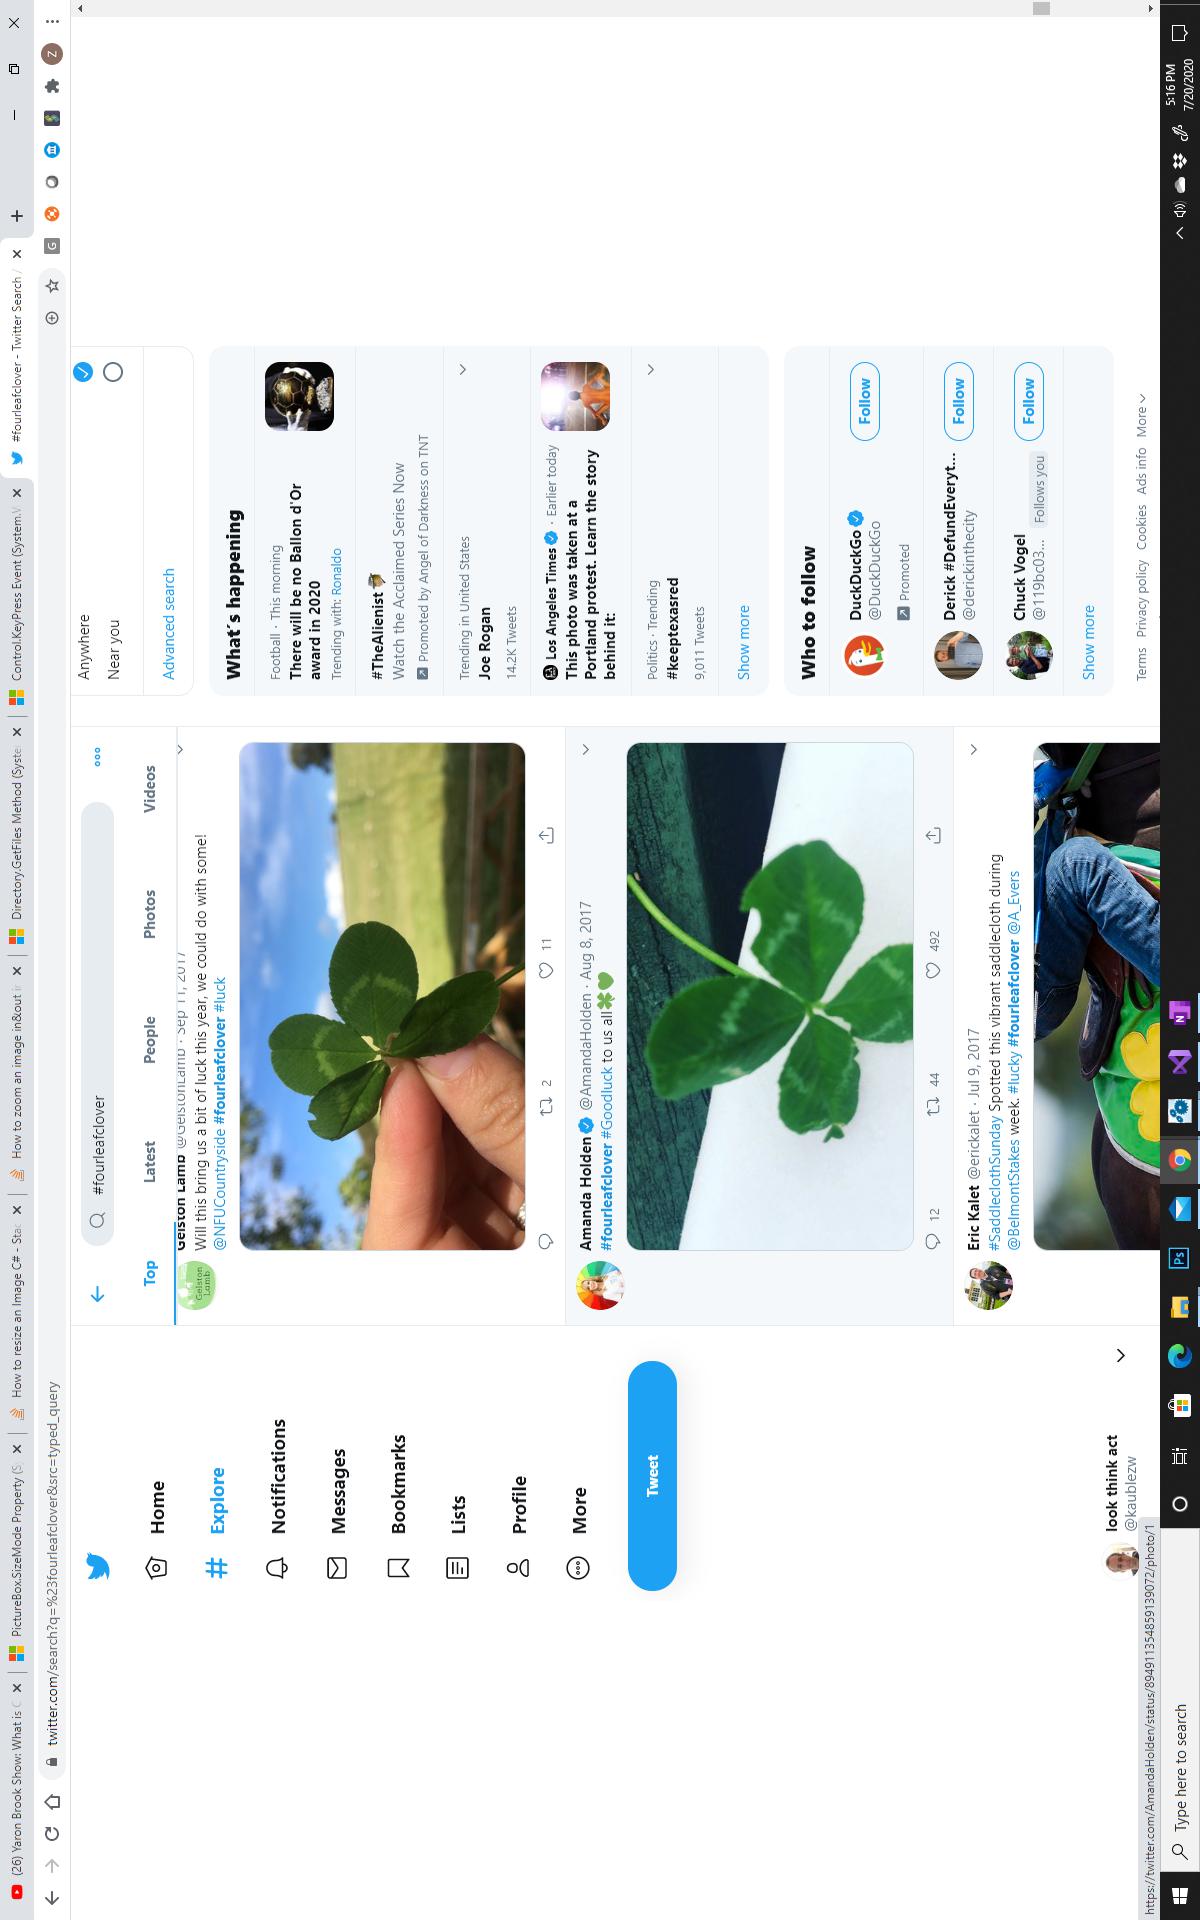 (26) Yaron Brook Show: What is C
PictureBox.SizeMode Property (S
How to resize an Image C# - Stac
How to zoom an image in&out in
Directory.GetFiles Method (Syste
Control.KeyPress Event (System.V
#fourleafclover - Twitter Search /
twitter.com/search?q=%23fourleafclover&src=typed_query
G
Z
Home
Explore
Notifications
Messages
Bookmarks
Lists
Profile
More
Tweet
look think act
@kaublezw
#fourleafclover
Top
Latest
People
Photos
Videos
Gelston Lamb @GelstonLamb · Sep 11, 2017
Will this bring us a bit of luck this year, we could do with some!
@NFUCountryside #fourleafclover #luck
Gelston
Lamb
2
11
Amanda Holden @AmandaHolden · Aug 8, 2017
#fourleafclover #Goodluck to us all
12
44
492
Eric Kalet @erickalet · Jul 9, 2017
#SaddleclothSunday Spotted this vibrant saddlecloth during
@BelmontStakes week. #lucky #fourleafclover @A_Evers
Anywhere
Near you
Advanced search
What's happening
Football · This morning
There will be no Ballon d'Or
award in 2020
Trending with: Ronaldo
#TheAlienist
Watch the Acclaimed Series Now
Promoted by Angel of Darkness on TNT
Trending in United States
Joe Rogan
14.2K Tweets
Los Angeles Times · Earlier today
This photo was taken at a
Portland protest. Learn the story
behind it:
Politics · Trending
#keeptexasred
9,011 Tweets
Show more
Who to follow
DuckDuckGo
@DuckDuckGo
Follow
Promoted
Derick #DefundEveryt...
@derickinthecity
Follow
Chuck Vogel
@119bc03... Follows you
Follow
Show more
Terms Privacy policy Cookies Ads info More
https://twitter.com/AmandaHolden/status/894911354859139072/photo/1
Type here to search
Ps
N
5:16 PM
7/20/2020